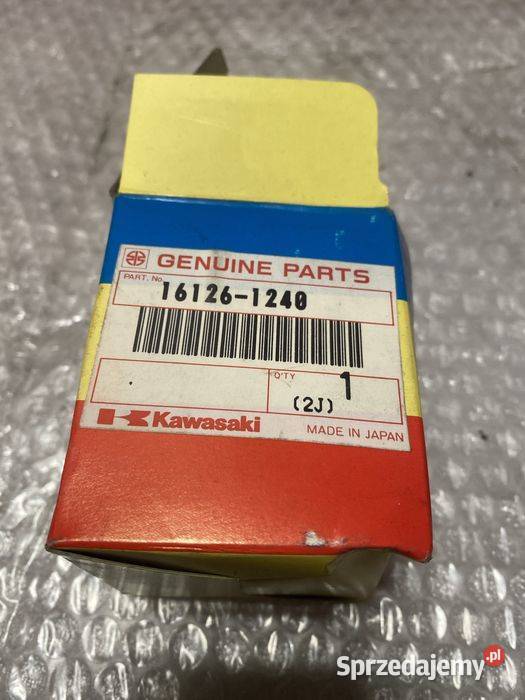 GENUINE PARTS
PART. No.
16126-1240
Q'TY
1
(2J)
Kawasaki
MADE IN JAPAN
Sprzedajemy.pl